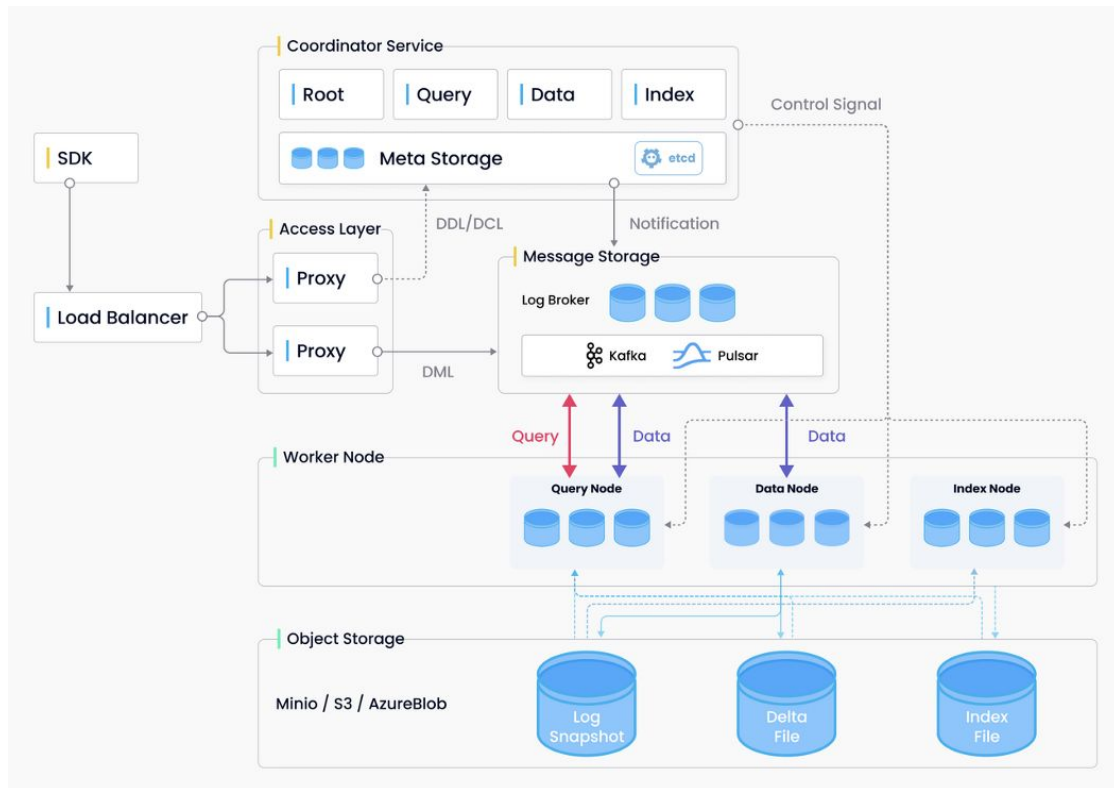 Coordinator Service
Root
Query
Data
Index
Control Signal
SDK
Meta Storage
etcd
DDL/DCL
Notification
Access Layer
Message Storage
Proxy
Log Broker
Load Balancer
Proxy
Kafka
Pulsar
DML
Query
Data
Data
Worker Node
Query Node
Data Node
Index Node
Object Storage
Minio / S3 / AzureBlob
Log
Snapshot
Delta
File
Index
File